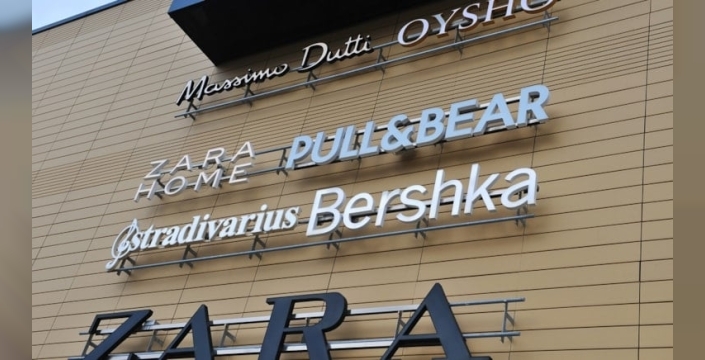 Massimo Dutti OYSHO
ZARA HOME PULL&BEAR
stradivarius Bershka
ZARA